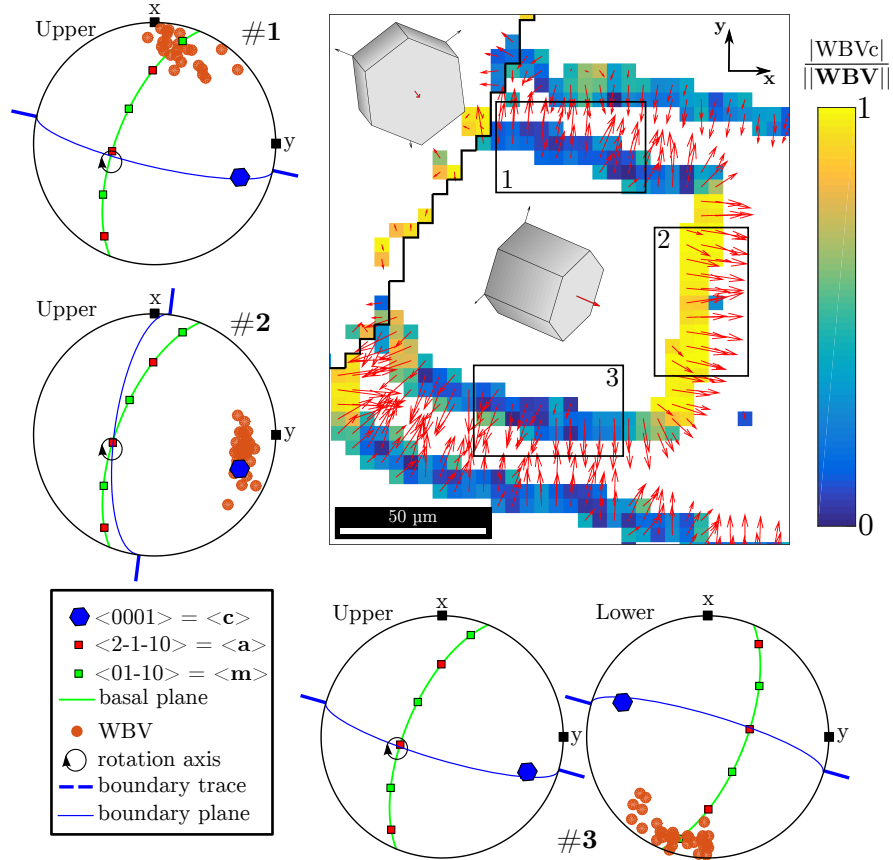 Upper
x
#1
y
Upper
x
#2
y
y
x
1
2
3
50 µm
|WBVc|
||WBV||
1
0
<0001> = <c>
<2-1-10> = <a>
<01-10> = <m>
basal plane
WBV
rotation axis
boundary trace
boundary plane
Upper
x
y
Lower
x
y
#3